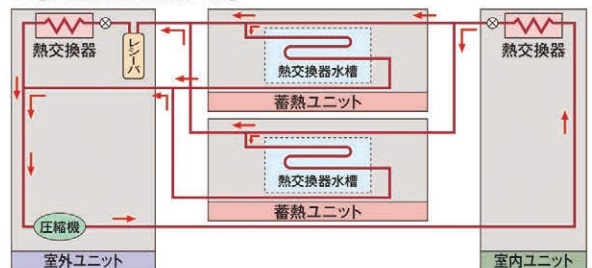 熱交換器
レシーバ
熱交換器水槽
蓄熱ユニット
熱交換器
熱交換器水槽
蓄熱ユニット
圧縮機
室外ユニット
室内ユニット